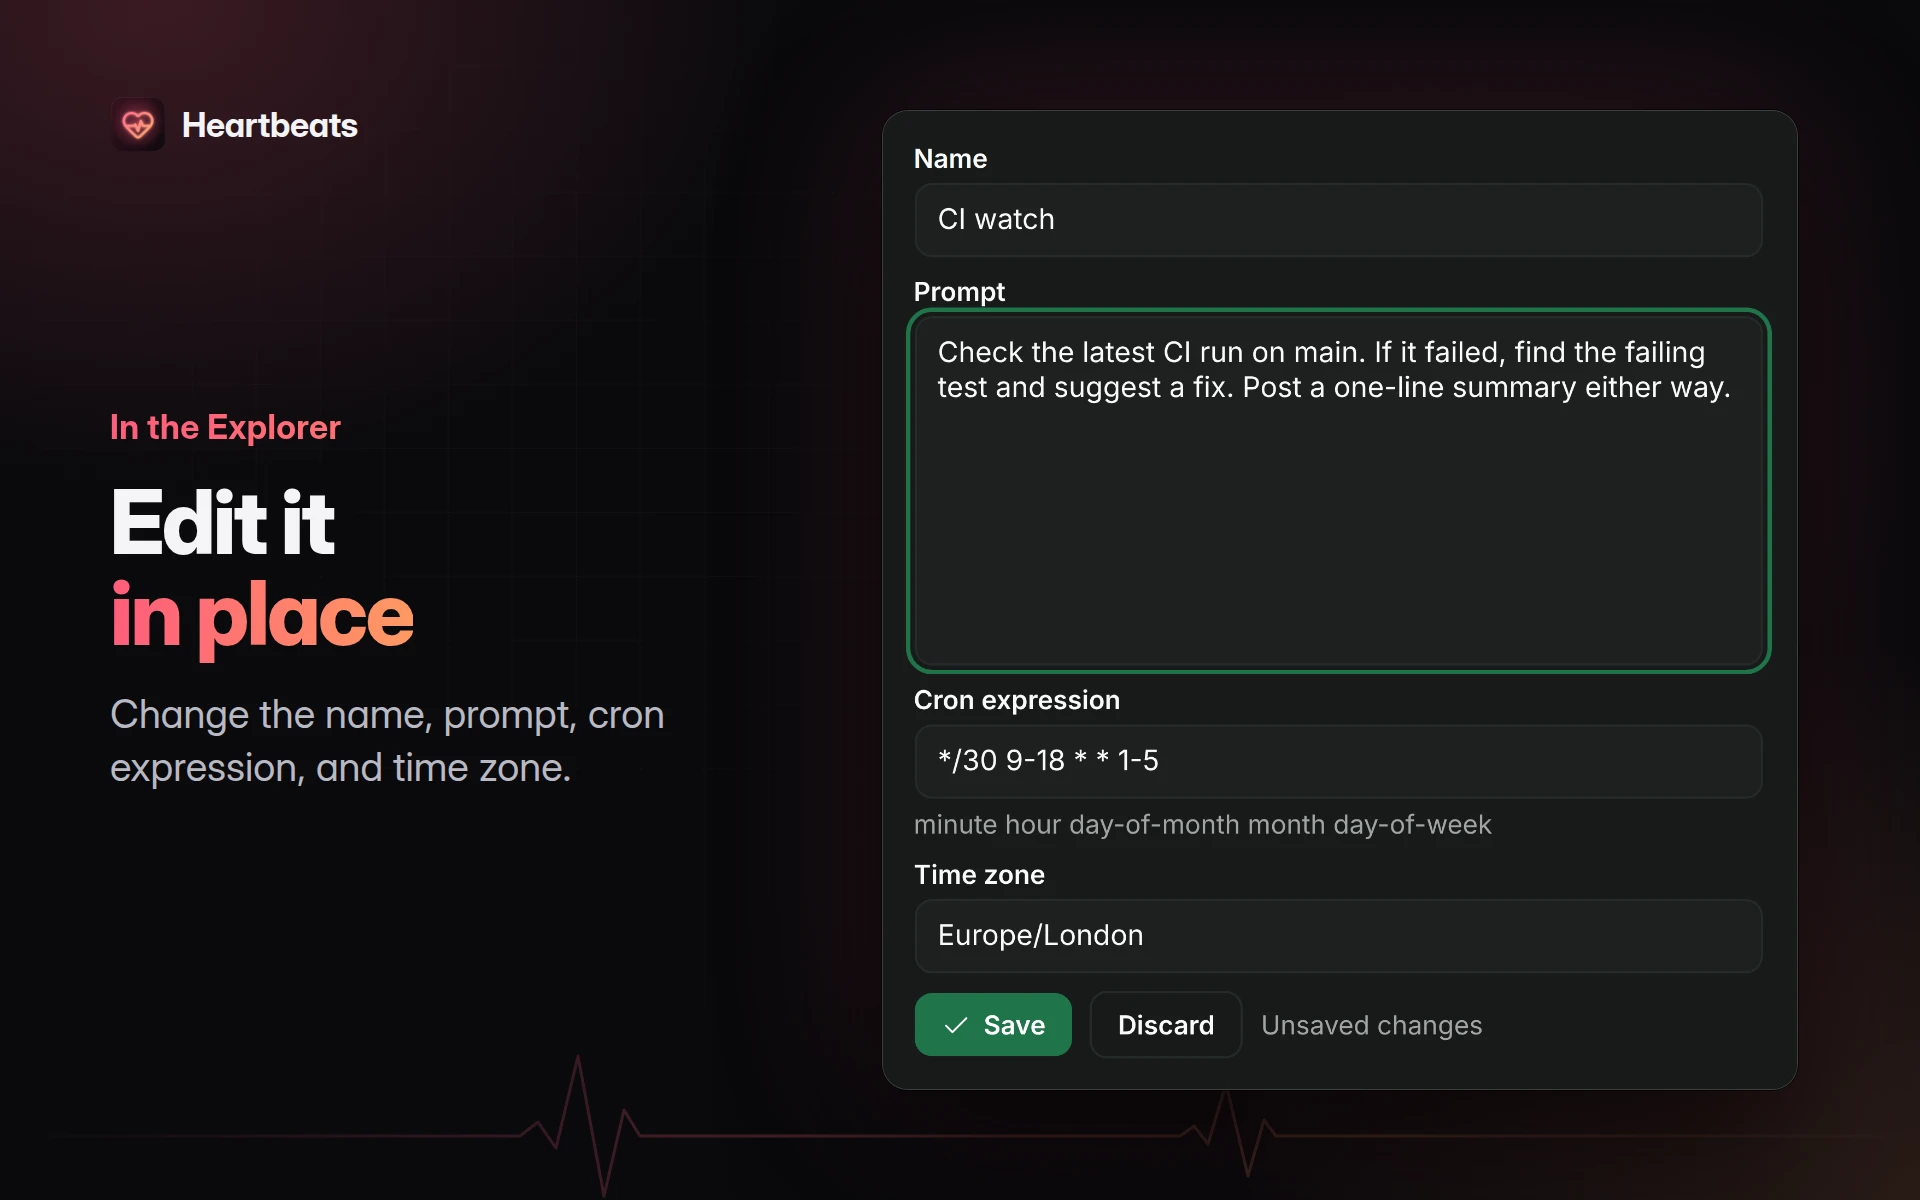 Heartbeats
In the Explorer
Edit it
in place
Change the name, prompt, cron
expression, and time zone.
Name
CI watch
Prompt
Check the latest CI run on main. If it failed, find the failing
test and suggest a fix. Post a one-line summary either way.
Cron expression
*/30 9-18 * * 1-5
minute hour day-of-month month day-of-week
Time zone
Europe/London
Save
Discard
Unsaved changes